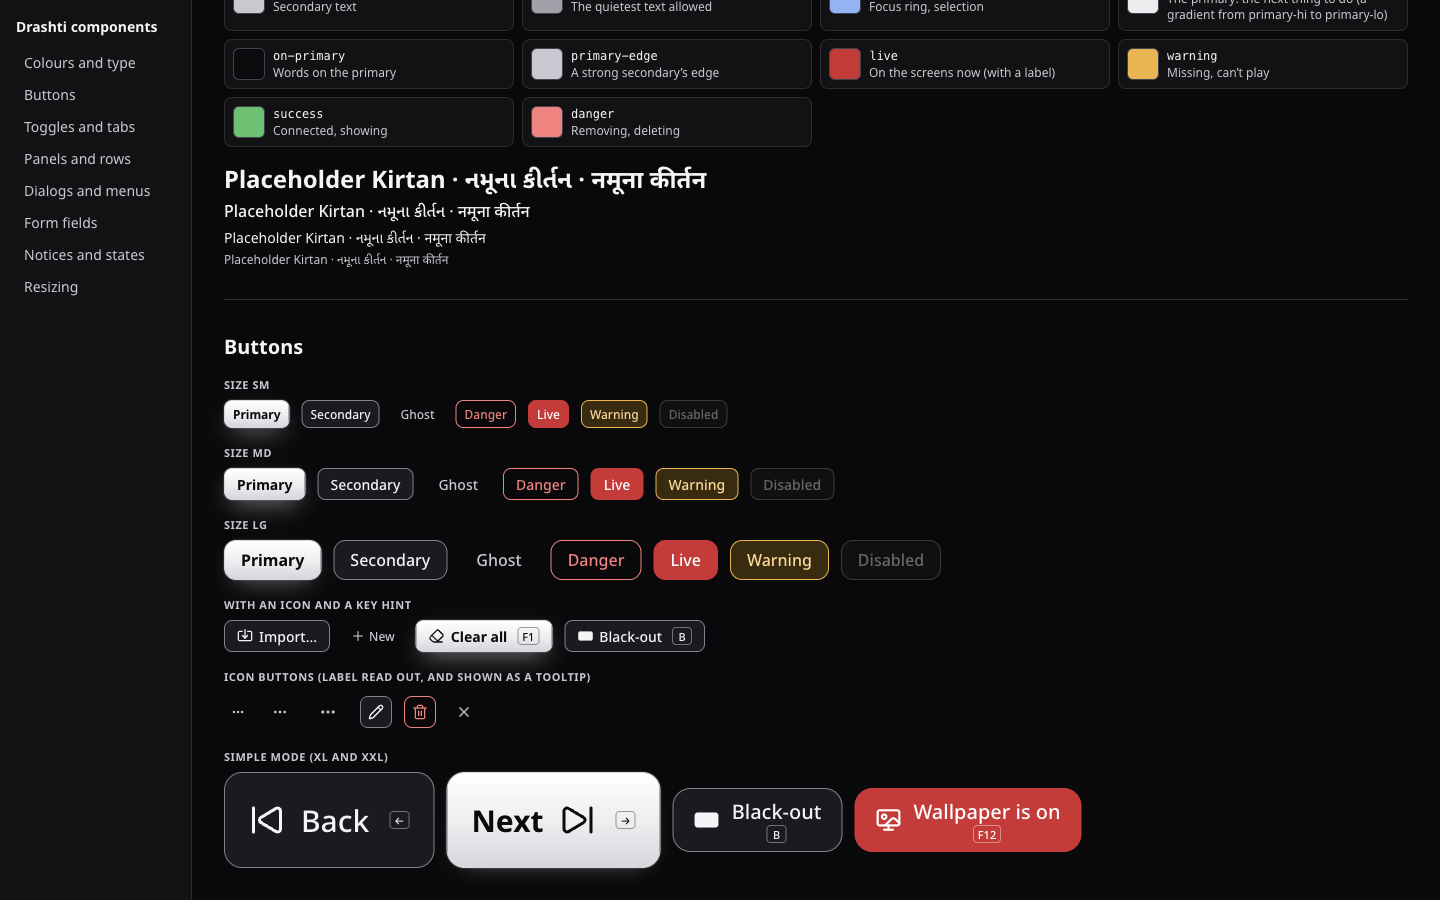 Drashti components
Colours and type
Buttons
Toggles and tabs
Panels and rows
Dialogs and menus
Form fields
Notices and states
Resizing
Secondary text
The quietest text allowed
Focus ring, selection
gradient from primary-hi to primary-lo)
on-primary
Words on the primary
primary-edge
A strong secondary's edge
live
On the screens now (with a label)
warning
Missing, can't play
success
Connected, showing
danger
Removing, deleting
Placeholder Kirtan · નમૂના કીર્તન · नमूना कीर्तन
Placeholder Kirtan · નમૂના કીર્તન · नमूना कीर्तन
Placeholder Kirtan · નમૂના કીર્તન · नमूना कीर्तन
Placeholder Kirtan · નમૂના કીર્તન · नमूना कीर्तन
Buttons
SIZE SM
Primary Secondary Ghost Danger Live Warning Disabled
SIZE MD
Primary Secondary Ghost Danger Live Warning Disabled
SIZE LG
Primary Secondary Ghost Danger Live Warning Disabled
WITH AN ICON AND A KEY HINT
Import... New Clear all F1 Black-out B
ICON BUTTONS (LABEL READ OUT, AND SHOWN AS A TOOLTIP)
SIMPLE MODE (XL AND XXL)
Back ← Next → Black-out B Wallpaper is on F12